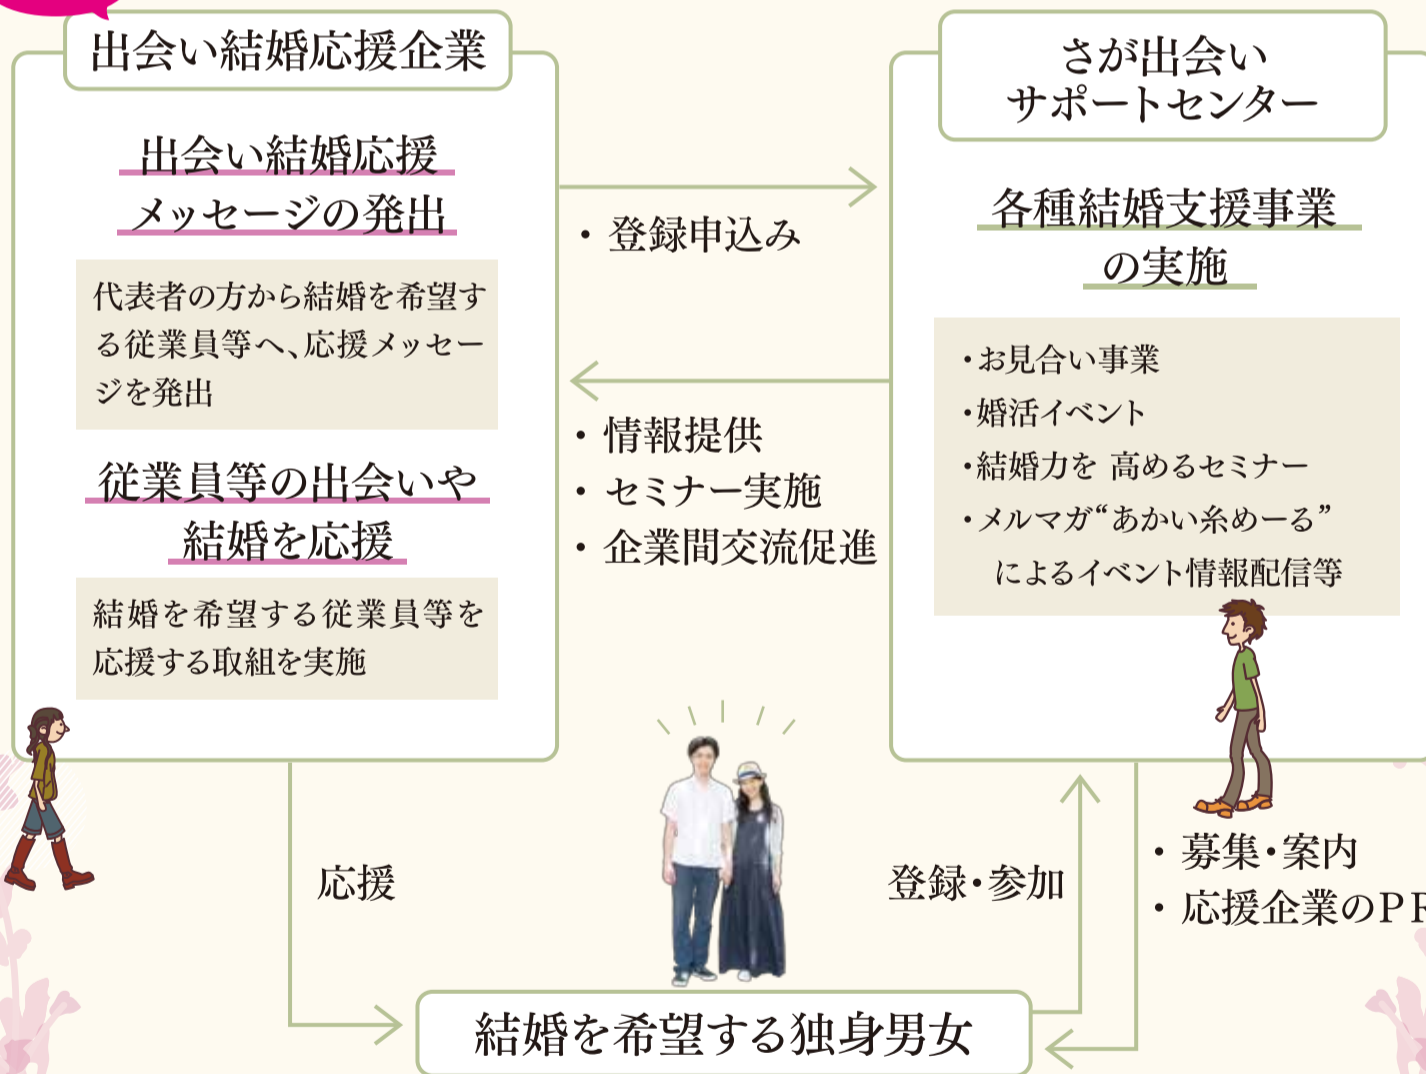 出会い結婚応援企業
出会い結婚応援
メッセージの発出
代表者の方から結婚を希望す
る従業員等へ、応援メッセー
ジを発出
従業員等の出会いや
結婚を応援
結婚を希望する従業員等を
応援する取組を実施
・登録申込み
・情報提供
・セミナー実施
・企業間交流促進
さが出会い
サポートセンター
各種結婚支援事業
の実施
・お見合い事業
・婚活イベント
・結婚力を 高めるセミナー
・メルマガ“あかい糸めーる”
によるイベント情報配信等
応援
登録・参加
・募集・案内
・応援企業のPR
結婚を希望する独身男女